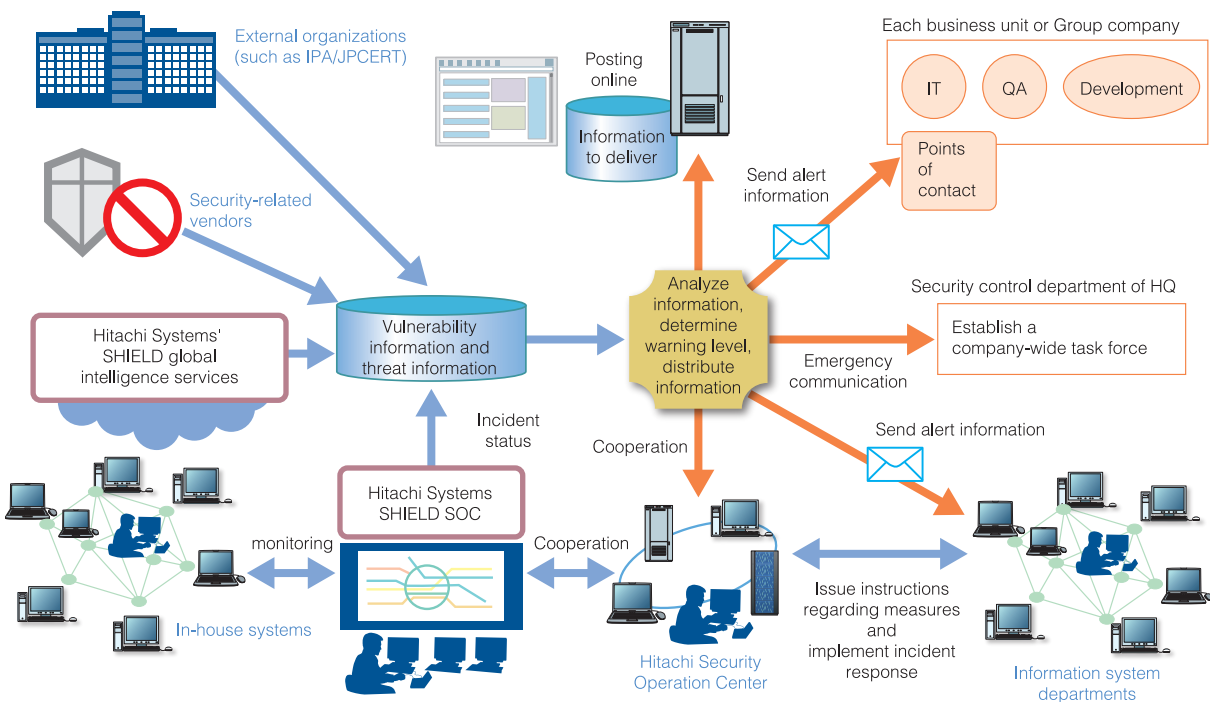 External organizations
(such as IPA/JPCERT)
Security-related
vendors
Hitachi Systems'
SHIELD global
intelligence services
Vulnerability
information and
threat information
Incident
status
Hitachi Systems
SHIELD SOC
monitoring
In-house systems
Cooperation
Posting
online
Information
to deliver
Analyze
information,
determine
warning level,
distribute
information
Send alert
information
Each business unit or Group company
IT
QA
Development
Points
of
contact
Security control department of HQ
Establish a
company-wide task force
Emergency
communication
Send alert information
Cooperation
Hitachi Security
Operation Center
Issue instructions
regarding measures
and
implement incident
response
Information system
departments